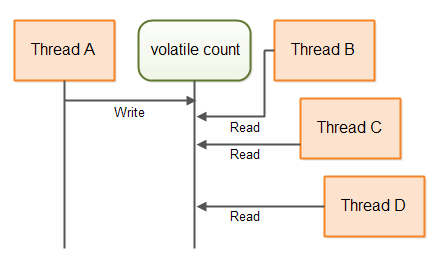 Thread A
volatile count
Thread B
Write
Read
Thread C
Read
Thread D
Read